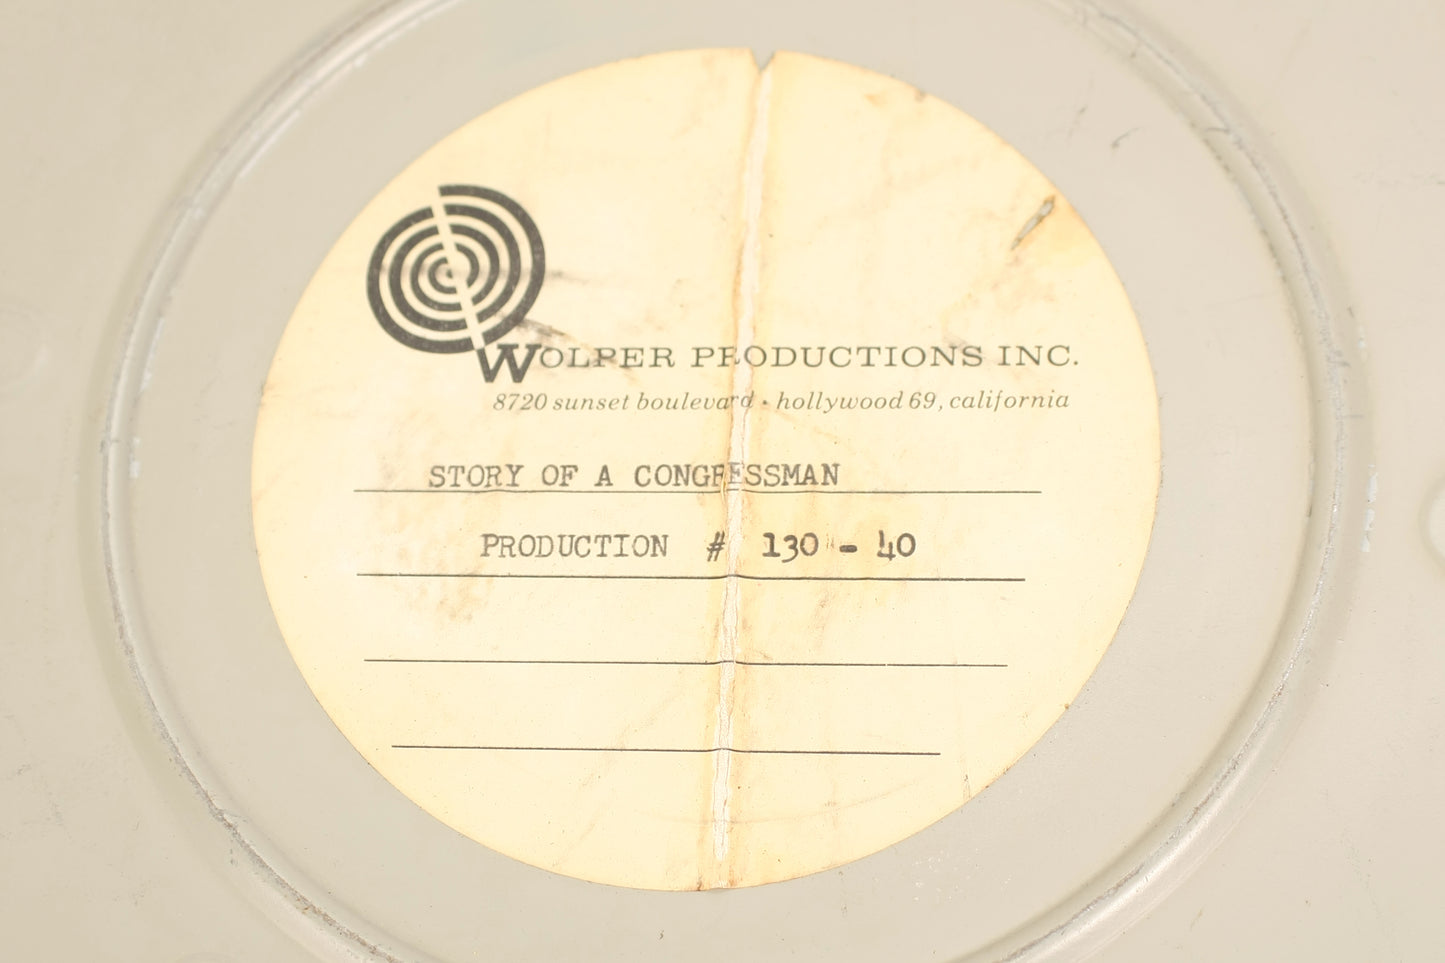 WOLPER PRODUCTIONS INC.
8720 sunset boulevard · hollywood 69, california
STORY OF A CONGRESSMAN
PRODUCTION # 130 - 40